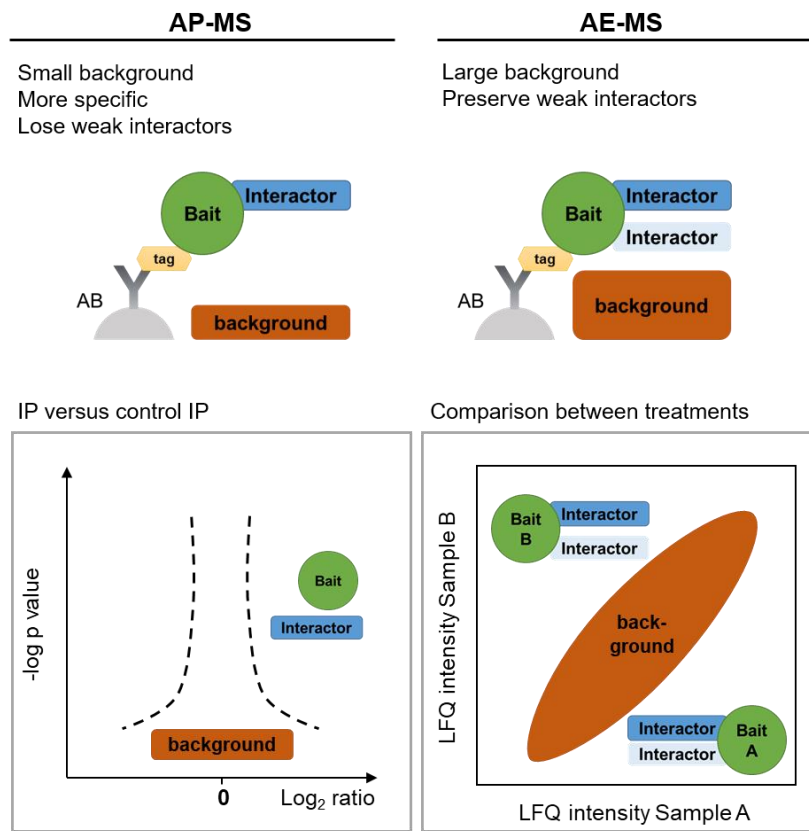 AP-MS
Small background
More specific
Lose weak interactors
Bait
Interactor
tag
AB
background
AE-MS
Large background
Preserve weak interactors
Bait
Interactor
Interactor
tag
AB
background
IP versus control IP
-log p value
Bait
Interactor
background
0
Log₂ ratio
Comparison between treatments
LFQ intensity Sample B
Bait
B
Interactor
Interactor
back-
ground
Interactor
Interactor
Bait
A
LFQ intensity Sample A